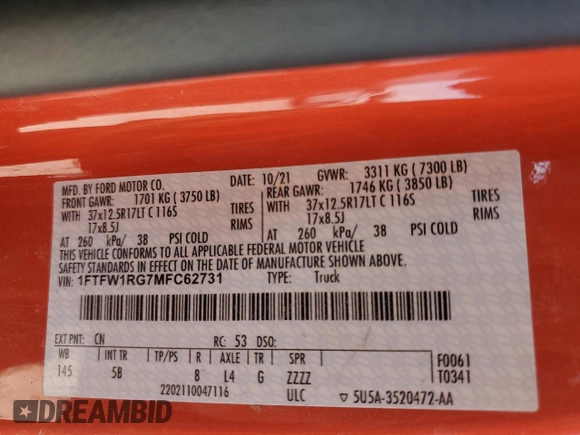 MFD. BY FORD MOTOR CO. DATE: 10/21 GVWR: 3311 KG ( 7300 LB)
FRONT GAWR: 1701 KG ( 3750 LB) REAR GAWR: 1746 KG ( 3850 LB)
WITH 37x12.5R17LT C 116S TIRES WITH 37x12.5R17LT C 116S TIRES
17x8.5J RIMS 17x8.5J RIMS
AT 260 kPa/ 38 PSI COLD AT 260 kPa/ 38 PSI COLD
THIS VEHICLE CONFORMS TO ALL APPLICABLE FEDERAL MOTOR VEHICLE
SAFETY STANDARDS IN EFFECT ON THE DATE OF MANUFACTURE SHOWN ABOVE.
VIN: 1FTFW1RG7MFC62731 TYPE: Truck
EXT PNT: CN RC: 53 DSO:
WB INT TR TP/PS R AXLE TR SPR F0061
145 5B 8 L4 G ZZZZ T0341
2202110047116 ULC ▽ 5U5A-3520472-AA
DREAMBID